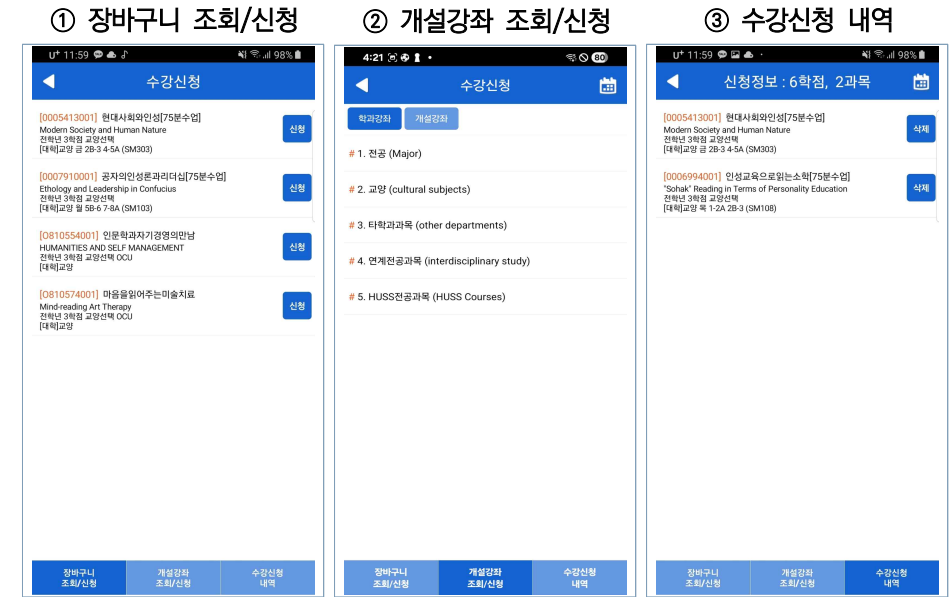 ① 장바구니 조회/신청
U+ 11:59 98%
수강신청
[0005413001] 현대사회와인성[75분수업]
Modern Society and Human Nature
전학년 3학점 교양선택
[대학]교양 금 2B-3 4-5A (SM303)
신청
[0007910001] 공자의인성론과리더십[75분수업]
Ethology and Leadership in Confucius
전학년 3학점 교양선택
[대학]교양 월 5B-6 7-8A (SM103)
신청
[O810554001] 인문학과자기경영의만남
HUMANITIES AND SELF MANAGEMENT
전학년 3학점 교양선택 OCU
[대학]교양
신청
[O810574001] 마음을읽어주는미술치료
Mind-reading Art Therapy
전학년 3학점 교양선택 OCU
[대학]교양
신청
장바구니 조회/신청
개설강좌 조회/신청
수강신청 내역
② 개설강좌 조회/신청
4:21 80
수강신청
학과강좌 개설강좌
# 1. 전공 (Major)
# 2. 교양 (cultural subjects)
# 3. 타학과과목 (other departments)
# 4. 연계전공과목 (interdisciplinary study)
# 5. HUSS전공과목 (HUSS Courses)
장바구니 조회/신청
개설강좌 조회/신청
수강신청 내역
③ 수강신청 내역
U+ 11:59 98%
신청정보 : 6학점, 2과목
[0005413001] 현대사회와인성[75분수업]
Modern Society and Human Nature
전학년 3학점 교양선택
[대학]교양 금 2B-3 4-5A (SM303)
삭제
[0006994001] 인성교육으로읽는소학[75분수업]
"Sohak" Reading in Terms of Personality Education
전학년 3학점 교양선택
[대학]교양 목 1-2A 2B-3 (SM108)
삭제
장바구니 조회/신청
개설강좌 조회/신청
수강신청 내역